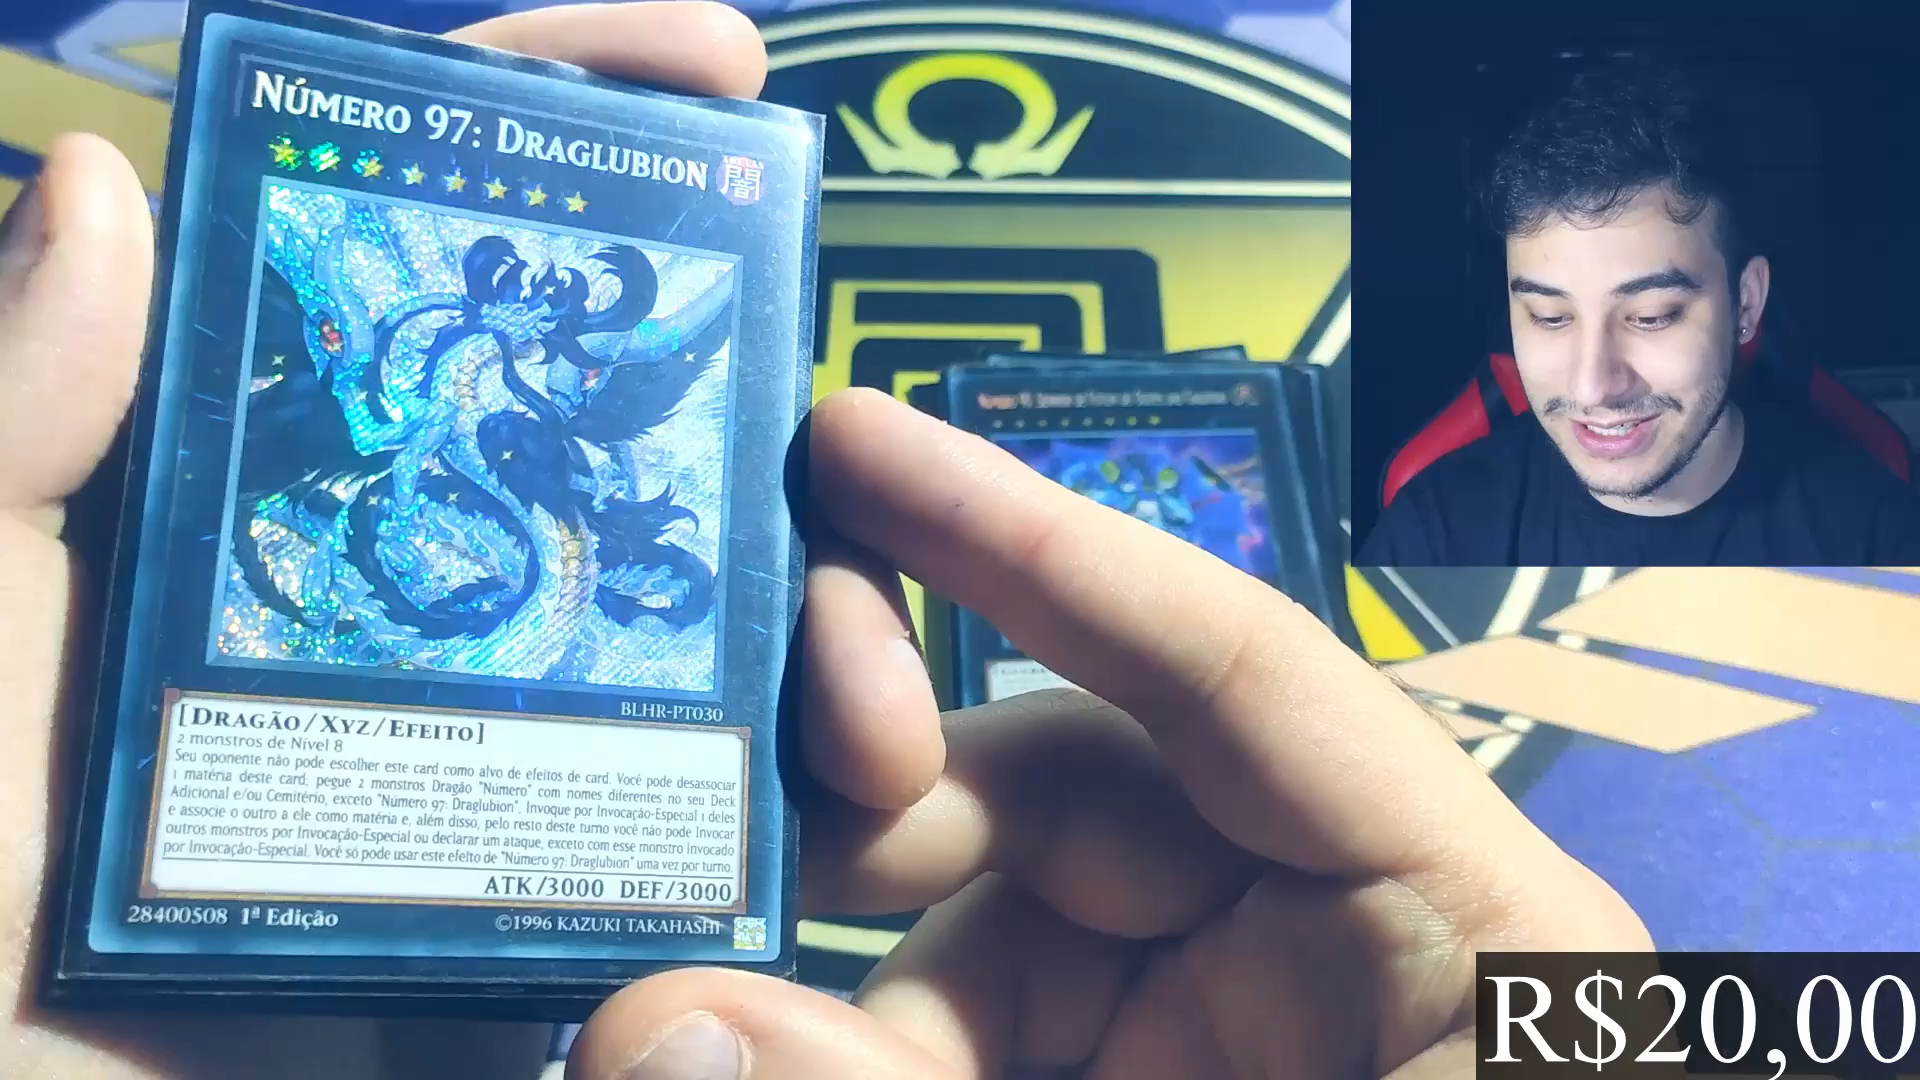 NÚMERO 97: DRAGLUBION
闇
BLHR-PT030
[DRAGÃO/XYZ/EFEITO]
2 monstros de Nível 8
Seu oponente não pode escolher este card como alvo de efeitos de card. Você pode desassociar
1 matéria deste card; pegue 2 monstros Dragão "Número" com nomes diferentes no seu Deck
Adicional e/ou Cemitério, exceto "Número 97: Draglubion", Invoque por Invocação-Especial 1 deles
e associe o outro a ele como matéria e, além disso, pelo resto deste turno você não pode Invocar
outros monstros por Invocação-Especial ou declarar um ataque, exceto com esse monstro Invocado
por Invocação-Especial. Você só pode usar este efeito de "Número 97: Draglubion" uma vez por turno.
ATK/3000 DEF/3000
28400508 1ª Edição
©1996 KAZUKI TAKAHASHI
R$20,00